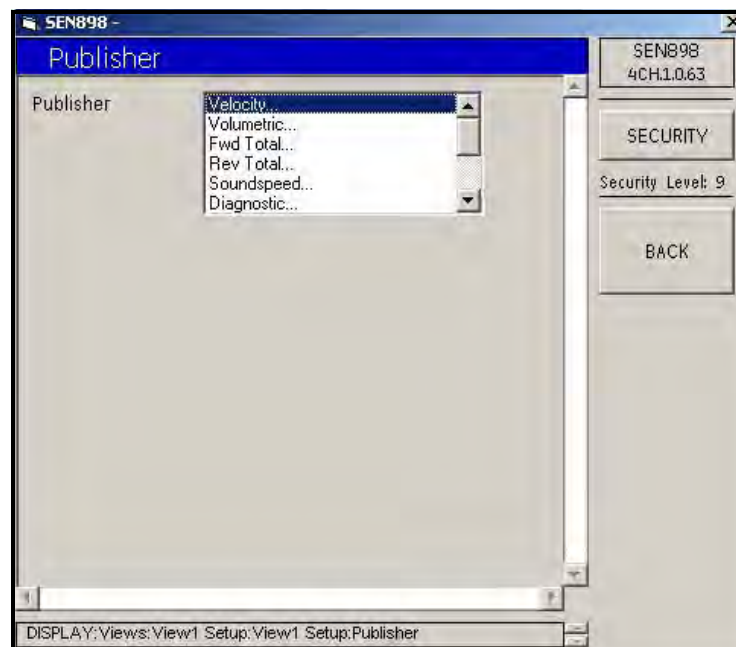 SEN898 -
Publisher
SEN898
4CH.1.0.63
Publisher
Velocity...
Volumetric...
Fwd Total...
Rev Total...
Soundspeed...
Diagnostic...
SECURITY
Security Level: 9
BACK
DISPLAY:Views:View1 Setup:View1 Setup:Publisher